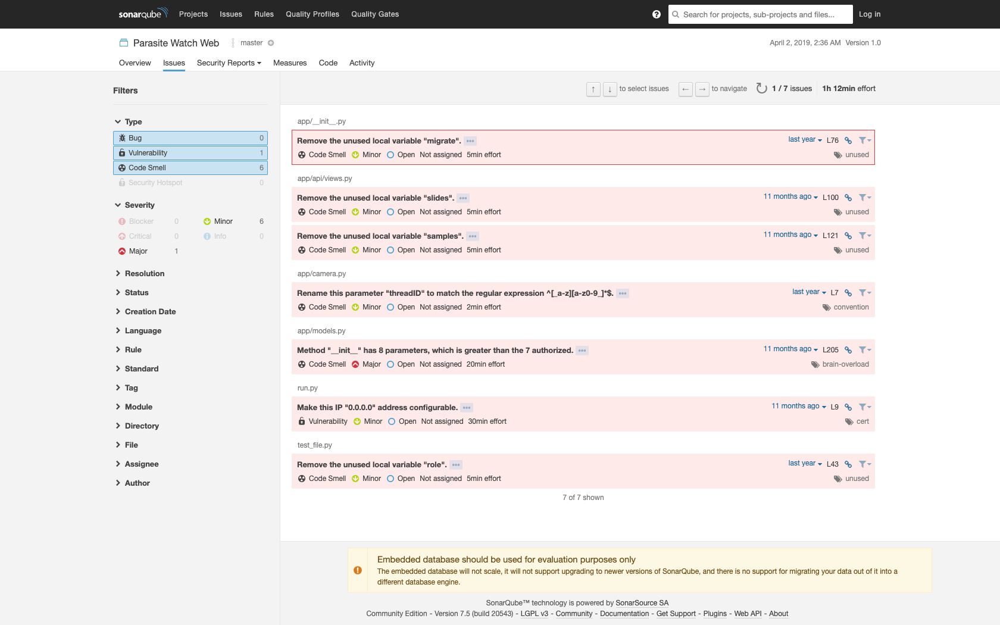 sonarqube Projects Issues Rules Quality Profiles Quality Gates ? Search for projects, sub-projects and files... Log in
Parasite Watch Web master April 2, 2019, 2:36 AM Version 1.0
Overview Issues Security Reports Measures Code Activity
Filters
Type
Bug 0
Vulnerability 1
Code Smell 6
Security Hotspot 0
Severity
Blocker 0 Minor 6
Critical 0 Info 0
Major 1
Resolution
Status
Creation Date
Language
Rule
Standard
Tag
Module
Directory
File
Assignee
Author
↑ ↓ to select issues ← → to navigate 1 / 7 issues 1h 12min effort
app/__init__.py
Remove the unused local variable "migrate". ••• last year L76
Code Smell Minor Open Not assigned 5min effort unused
app/api/views.py
Remove the unused local variable "slides". ••• 11 months ago L100
Code Smell Minor Open Not assigned 5min effort unused
Remove the unused local variable "samples". ••• 11 months ago L121
Code Smell Minor Open Not assigned 5min effort unused
app/camera.py
Rename this parameter "threadID" to match the regular expression ^[_a-z][a-z0-9_]*$. ••• last year L7
Code Smell Minor Open Not assigned 2min effort convention
app/models.py
Method "__init__" has 8 parameters, which is greater than the 7 authorized. ••• 11 months ago L205
Code Smell Major Open Not assigned 20min effort brain-overload
run.py
Make this IP "0.0.0.0" address configurable. ••• 11 months ago L9
Vulnerability Minor Open Not assigned 30min effort cert
test_file.py
Remove the unused local variable "role". ••• last year L43
Code Smell Minor Open Not assigned 5min effort unused
7 of 7 shown
Embedded database should be used for evaluation purposes only
The embedded database will not scale, it will not support upgrading to newer versions of SonarQube, and there is no support for migrating your data out of it into a
different database engine.
SonarQube™ technology is powered by SonarSource SA
Community Edition - Version 7.5 (build 20543) - LGPL v3 - Community - Documentation - Get Support - Plugins - Web API - About